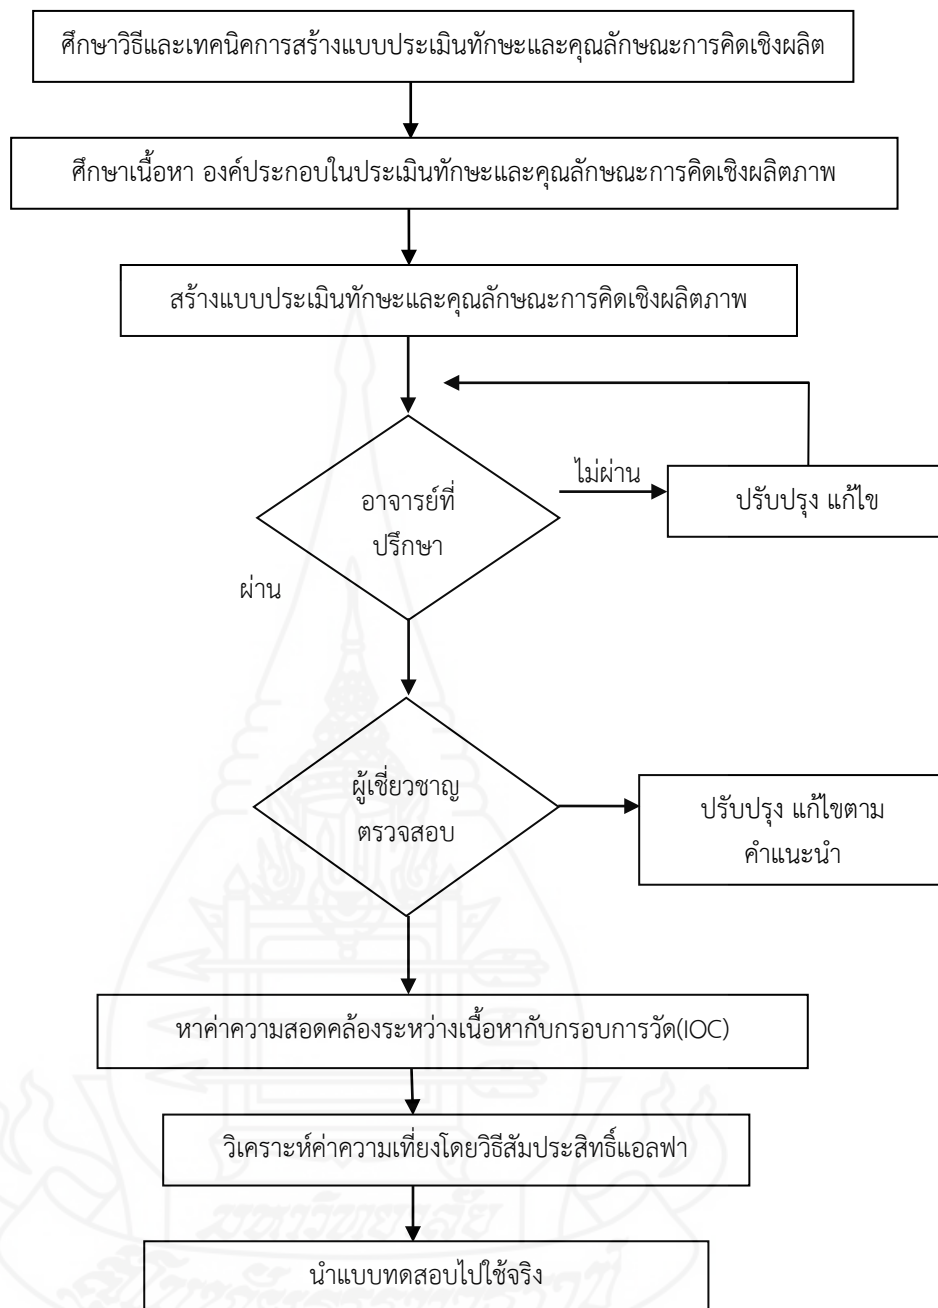 ศึกษาวิธีและเทคนิคการสร้างแบบประเมินทักษะและคุณลักษณะการคิดเชิงผลิต
ศึกษาเนื้อหา องค์ประกอบในประเมินทักษะและคุณลักษณะการคิดเชิงผลิตภาพ
สร้างแบบประเมินทักษะและคุณลักษณะการคิดเชิงผลิตภาพ
อาจารย์ที่
ปรึกษา
ไม่ผ่าน
ปรับปรุง แก้ไข
ผ่าน
ผู้เชี่ยวชาญ
ตรวจสอบ
ปรับปรุง แก้ไขตาม
คำแนะนำ
หาค่าความสอดคล้องระหว่างเนื้อหากับกรอบการวัด(IOC)
วิเคราะห์ค่าความเที่ยงโดยวิธีสัมประสิทธิ์แอลฟา
นำแบบทดสอบไปใช้จริง